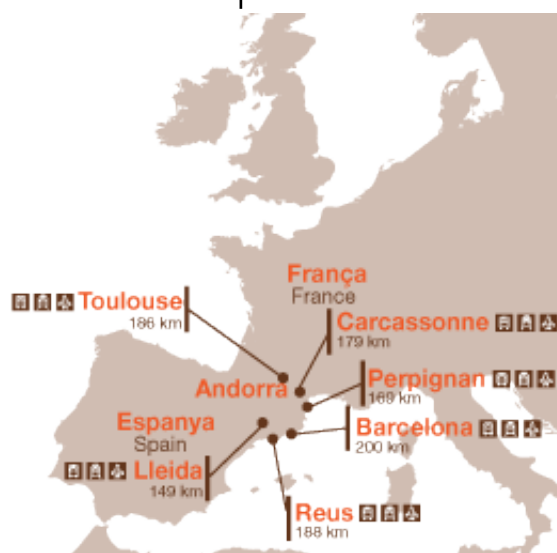 França
France
Toulouse
186 km
Carcassonne
179 km
Andorra
Perpignan
169 km
Espanya
Spain
Barcelona
200 km
Lleida
149 km
Reus
188 km